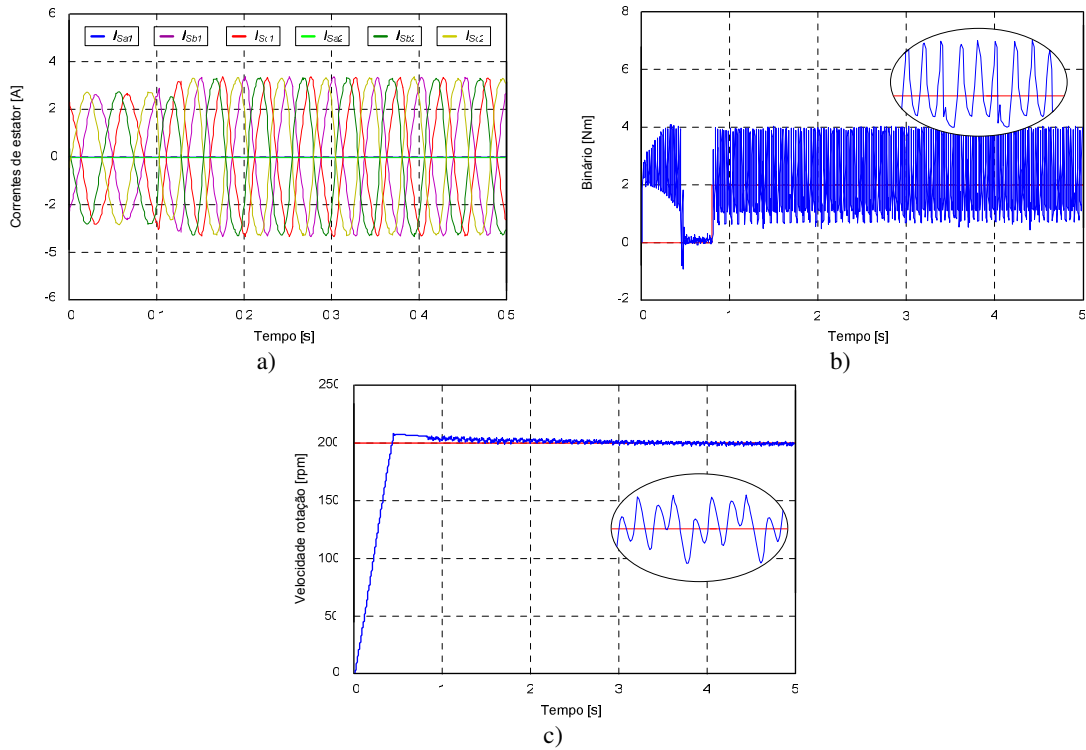 I_Sa1 I_Sb1 I_Sc1 I_Sa2 I_Sb2 I_Sc2
Correntes de estator [A]
6
4
2
0
-2
-5
6
0 0 1 0 2 0 3 0 4 0 5
Tempo [s]
a)
Binário [Nm]
8
6
4
2
0
-2
0 1 2 3 4 5
Tempo [s]
b)
Velocidade rotação [rpm]
250
200
150
100
50
0
0 1 2 3 4 5
Tempo [s]
c)